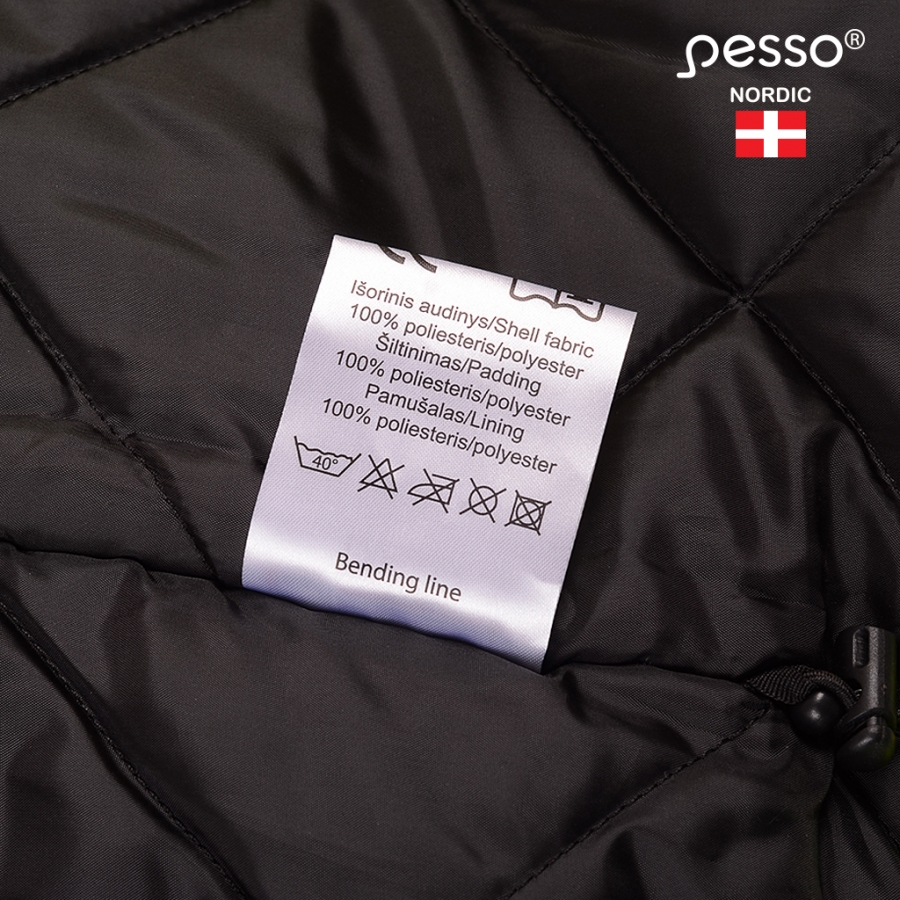 pesso®
NORDIC
Išorinis audinys/Shell fabric
100% poliesteris/polyester
Šiltinimas/Padding
100% poliesteris/polyester
Pamušalas/Lining
100% poliesteris/polyester
40°
Bending line